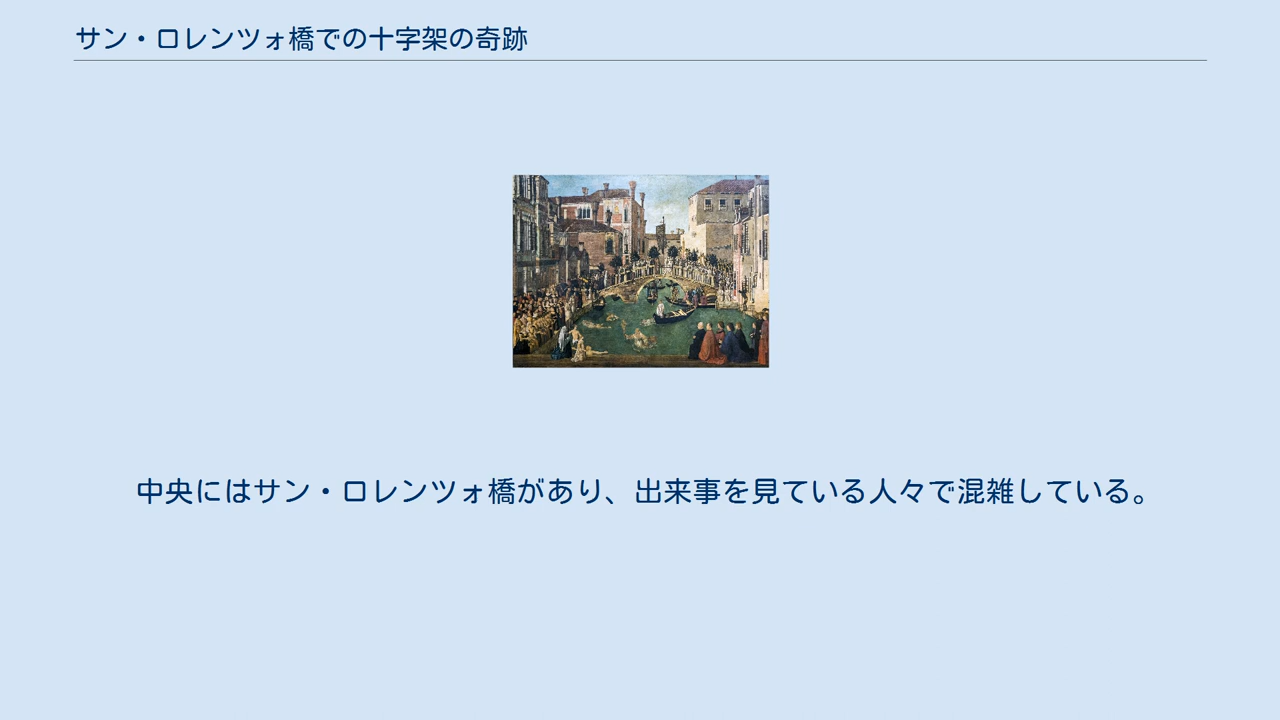 サン・ロレンツォ橋での十字架の奇跡
中央にはサン・ロレンツォ橋があり、出来事を見ている人々で混雑している。